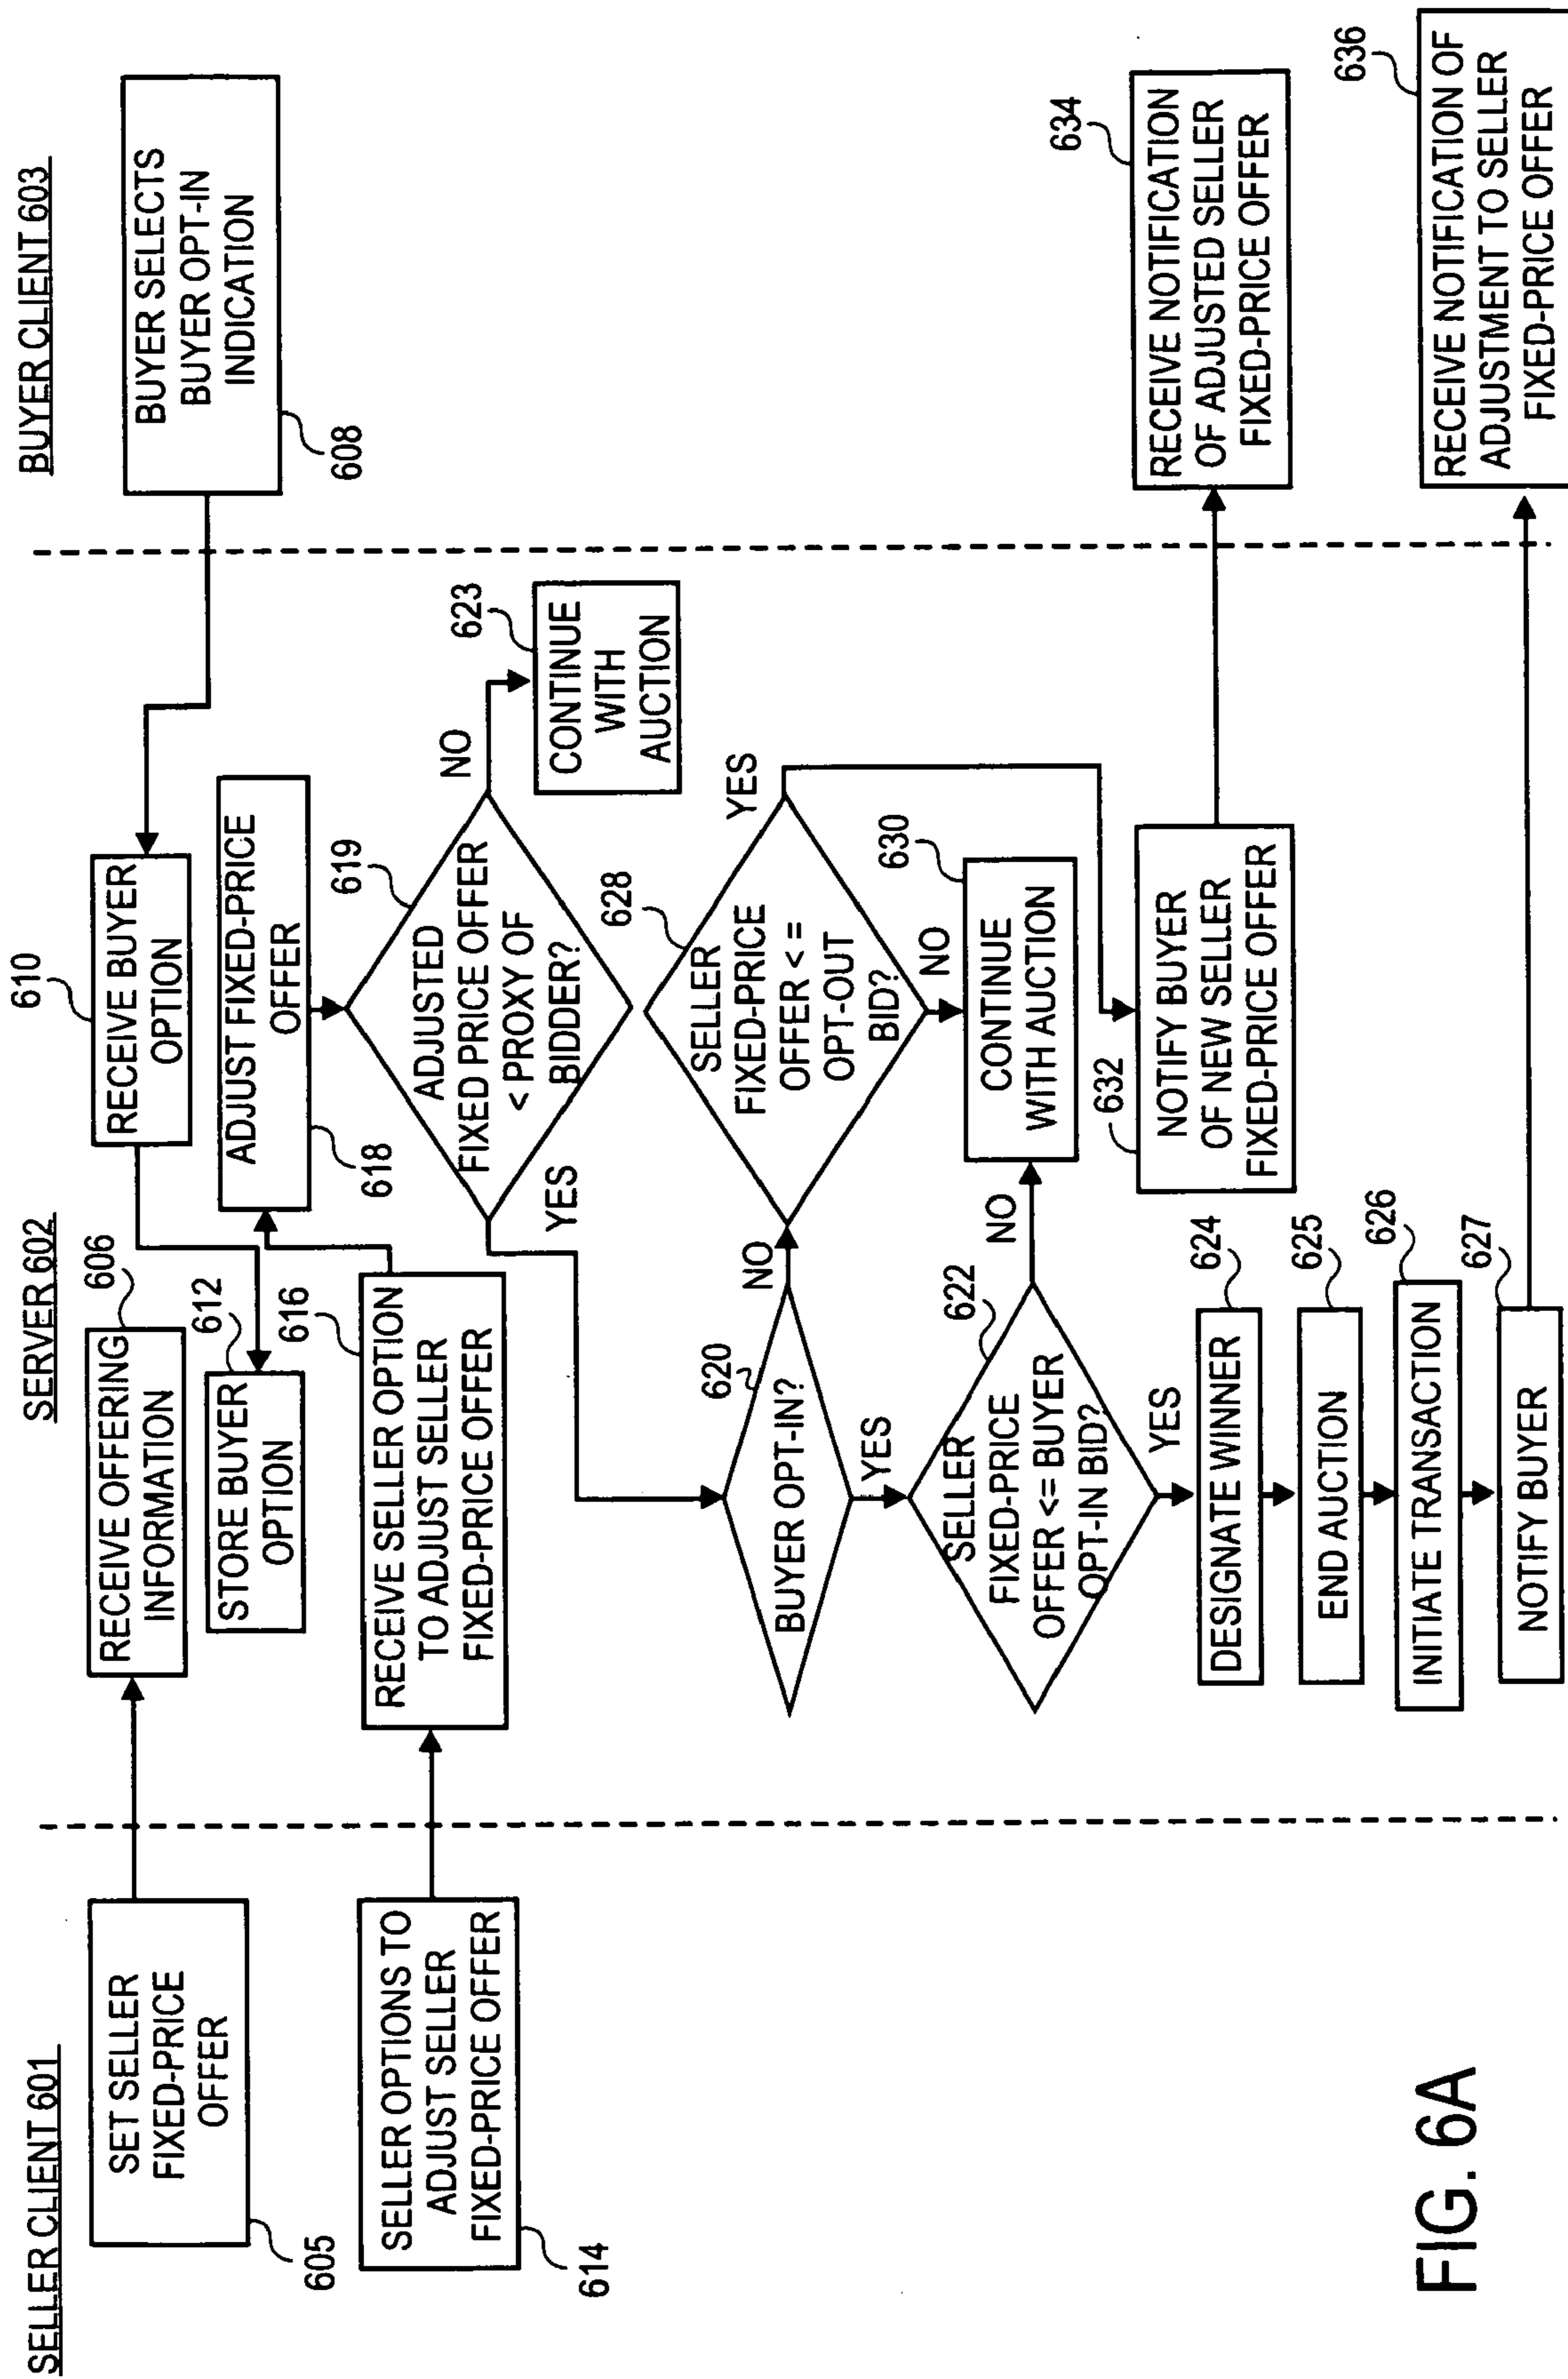 SELLER CLIENT 601
SET SELLER
FIXED-PRICE
OFFER
605
SELLER OPTIONS TO
ADJUST SELLER
FIXED-PRICE OFFER
614
SERVER 602
RECEIVE OFFERING
INFORMATION
606
610
RECEIVE BUYER
OPTION
612
STORE BUYER
OPTION
616
RECEIVE SELLER OPTION
TO ADJUST SELLER
FIXED-PRICE OFFER
ADJUST FIXED-PRICE
OFFER
618
619
ADJUSTED
FIXED PRICE OFFER
< PROXY OF
BIDDER?
NO
YES
623
CONTINUE
WITH
AUCTION
620
BUYER OPT-IN?
NO
YES
628
SELLER
FIXED-PRICE
OFFER < =
OPT-OUT
BID?
YES
NO
622
SELLER
FIXED-PRICE
OFFER <= BUYER
OPT-IN BID?
NO
YES
630
CONTINUE
WITH AUCTION
632
NOTIFY BUYER
OF NEW SELLER
FIXED-PRICE OFFER
624
DESIGNATE WINNER
625
END AUCTION
626
INITIATE TRANSACTION
627
NOTIFY BUYER
BUYER CLIENT 603
BUYER SELECTS
BUYER OPT-IN
INDICATION
608
634
RECEIVE NOTIFICATION
OF ADJUSTED SELLER
FIXED-PRICE OFFER
636
RECEIVE NOTIFICATION OF
ADJUSTMENT TO SELLER
FIXED-PRICE OFFER
FIG. 6A